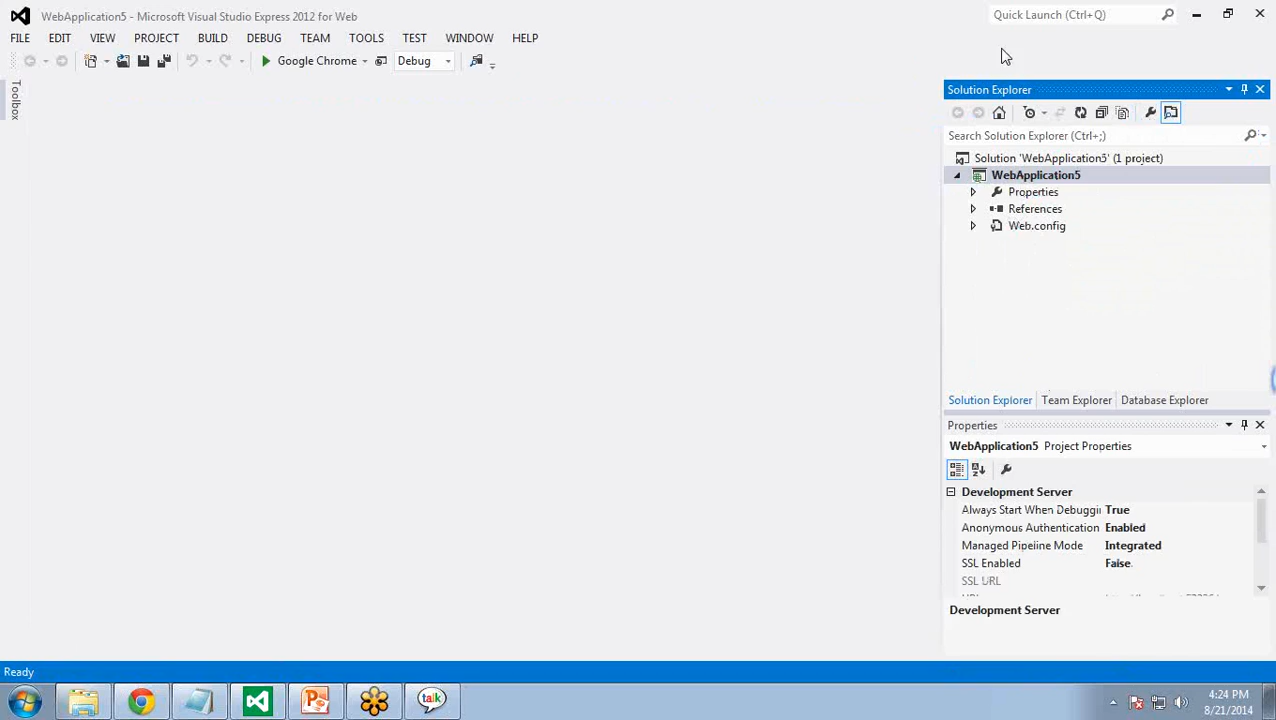 WebApplication5 - Microsoft Visual Studio Express 2012 for Web
Quick Launch (Ctrl+Q)
FILE EDIT VIEW PROJECT BUILD DEBUG TEAM TOOLS TEST WINDOW HELP
Google Chrome Debug
Toolbox
Solution Explorer
Search Solution Explorer (Ctrl+;)
Solution 'WebApplication5' (1 project)
WebApplication5
Properties
References
Web.config
Solution Explorer Team Explorer Database Explorer
Properties
WebApplication5 Project Properties
Development Server
Always Start When Debuggi True
Anonymous Authentication Enabled
Managed Pipeline Mode Integrated
SSL Enabled False
SSL URL
Development Server
Ready
talk
4:24 PM
8/21/2014